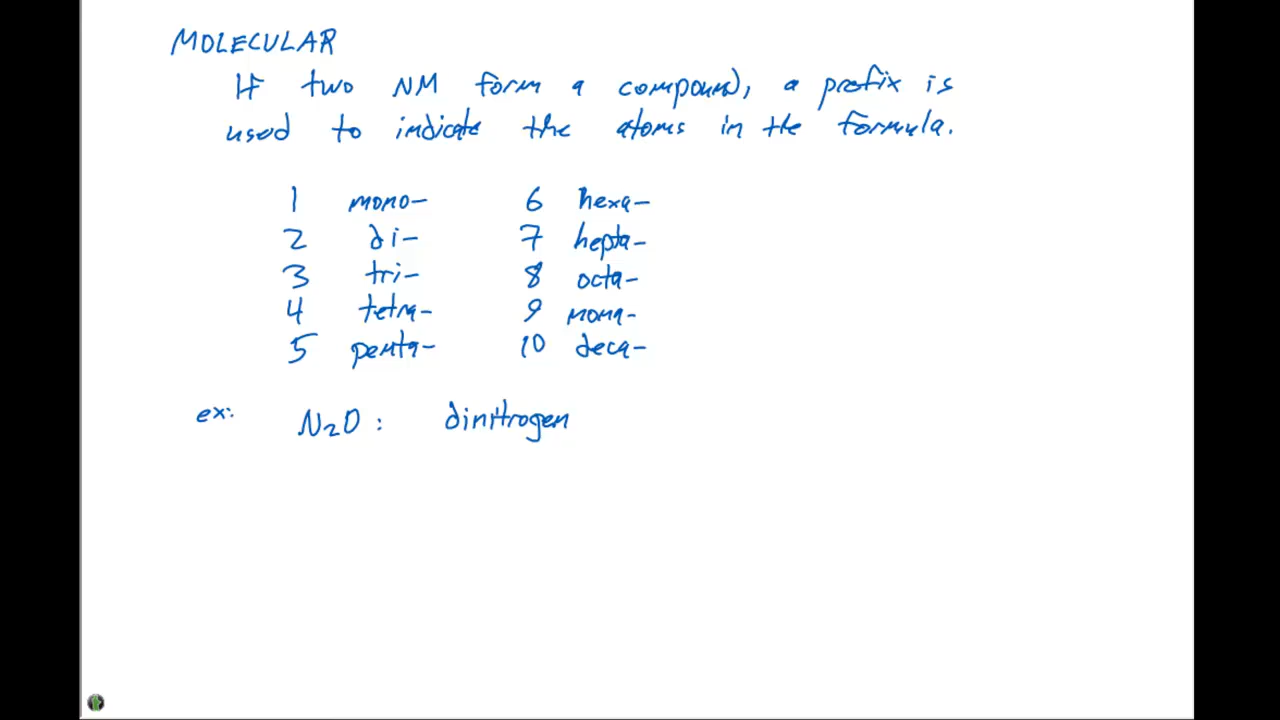 MOLECULAR
If two NM form a compound, a prefix is
used to indicate the atoms in the formula.
1 mono- 6 hexa-
2 di- 7 hepta-
3 tri- 8 octa-
4 tetra- 9 nona-
5 penta- 10 deca-
ex: N₂O: dinitrogen